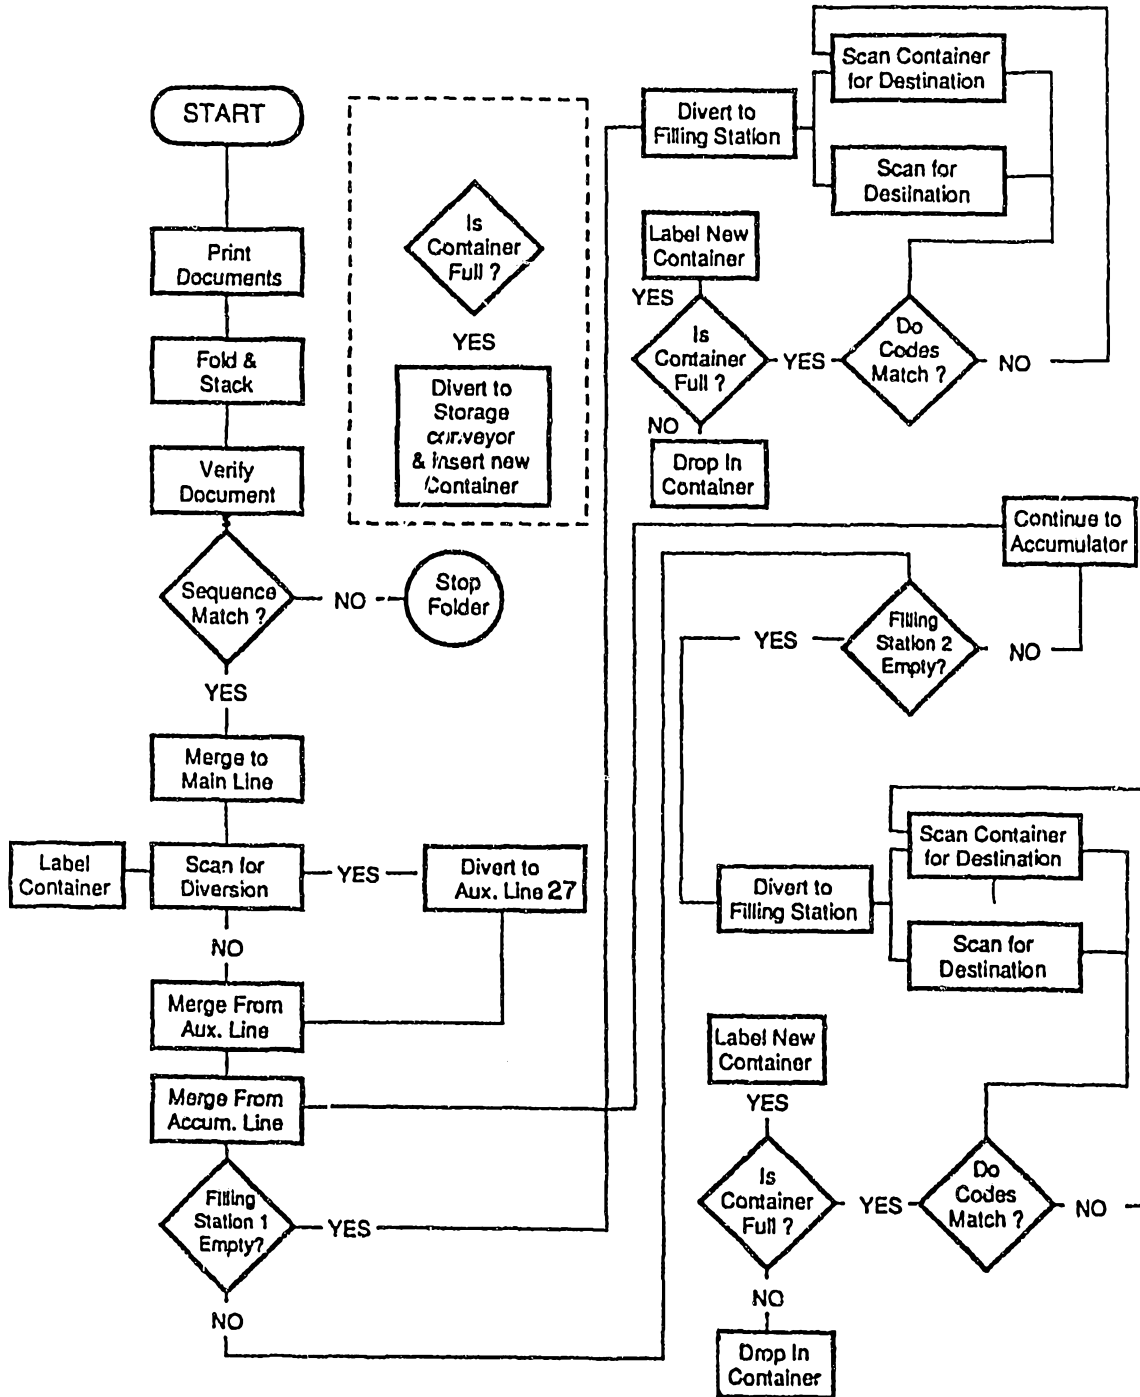 START
Print
Documents
Fold &
Stack
Verify
Document
Sequence
Match ?
NO
Stop
Folder
YES
Merge to
Main Line
Label
Container
Scan for
Diversion
YES
Divert to
Aux. Line 27
NO
Merge From
Aux. Line
Merge From
Accum. Line
Filling
Station 1
Empty?
YES
NO
Is
Container
Full ?
YES
Divert to
Storage
conveyor
& Insert new
Container
Divert to
Filling Station
Scan Container
for Destination
Scan for
Destination
Label New
Container
YES
Is
Container
Full ?
YES
Do
Codes
Match ?
NO
NO
Drop In
Container
Continue to
Accumulator
YES
Filling
Station 2
Empty?
NO
Divert to
Filling Station
Scan Container
for Destination
Scan for
Destination
Label New
Container
YES
Is
Container
Full ?
YES
Do
Codes
Match ?
NO
NO
Drop In
Container